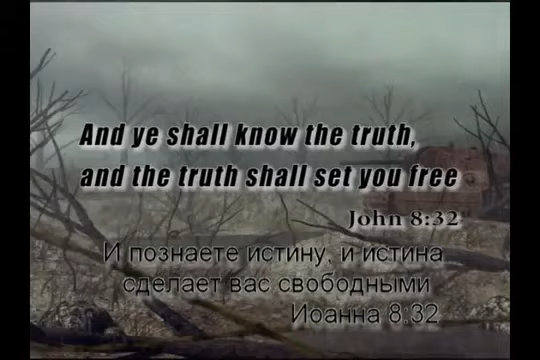 And ye shall know the truth,
and the truth shall set you free
John 8:32
И познаете истину, и истина
сделает вас свободными
Иоанна 8:32